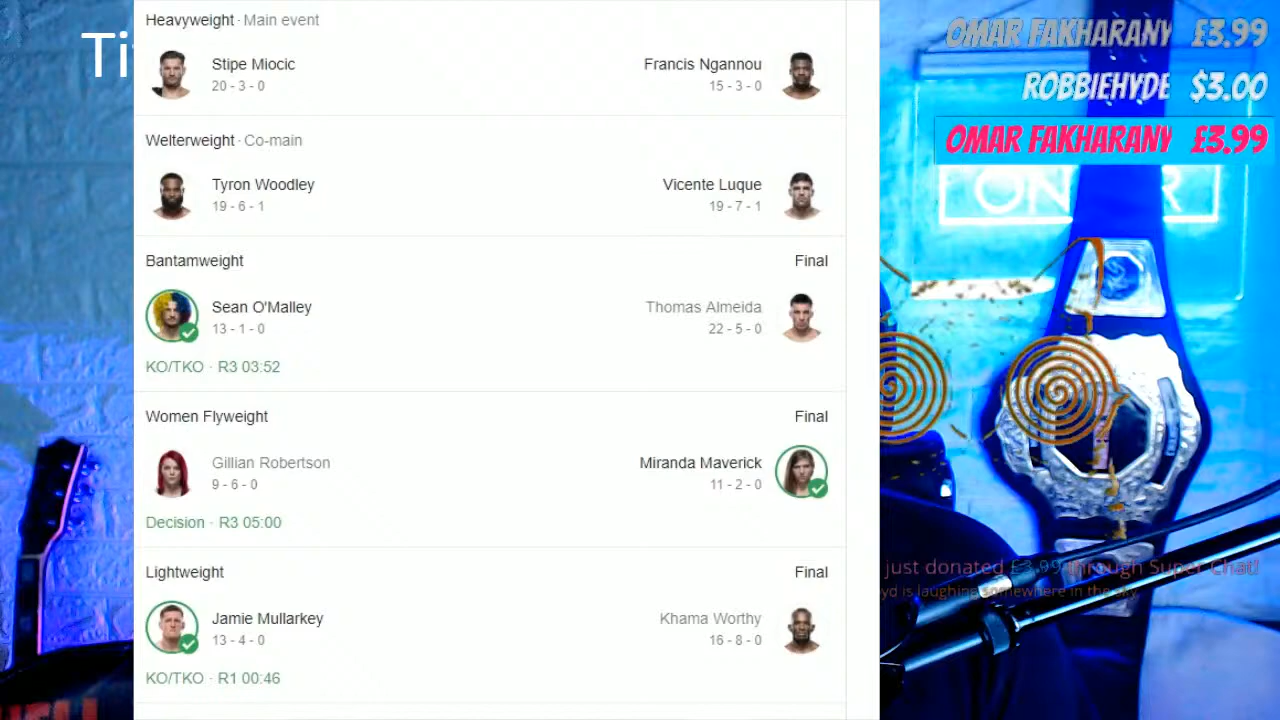 Heavyweight · Main event
Ti
Stipe Miocic
20 - 3 - 0
Francis Ngannou
15 - 3 - 0
Welterweight · Co-main
Tyron Woodley
19 - 6 - 1
Vicente Luque
19 - 7 - 1
Bantamweight
Final
Sean O'Malley
13 - 1 - 0
Thomas Almeida
22 - 5 - 0
KO/TKO · R3 03:52
Women Flyweight
Final
Gillian Robertson
9 - 6 - 0
Miranda Maverick
11 - 2 - 0
Decision · R3 05:00
Lightweight
Final
Jamie Mullarkey
13 - 4 - 0
Khama Worthy
16 - 8 - 0
KO/TKO · R1 00:46
OMAR FAKHARANY £3.99
ROBBIEHYDE $3.00
OMAR FAKHARANY £3.99
ON
just donated £3.99 through Super Chat!
yd is laughing somewhere in the sky